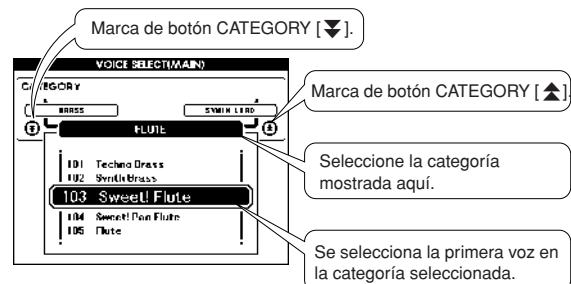 Marca de botón CATEGORY [⏬].
VOICE SELECT(MAIN)
CATEGORY
BRASS
SYNTH LEAD
FLUTE
Marca de botón CATEGORY [⏫].
101 Techno Brass
102 Synth Brass
103 Sweet! Flute
104 Sweet! Pan Flute
105 Flute
Seleccione la categoría
mostrada aquí.
Se selecciona la primera voz en
la categoría seleccionada.